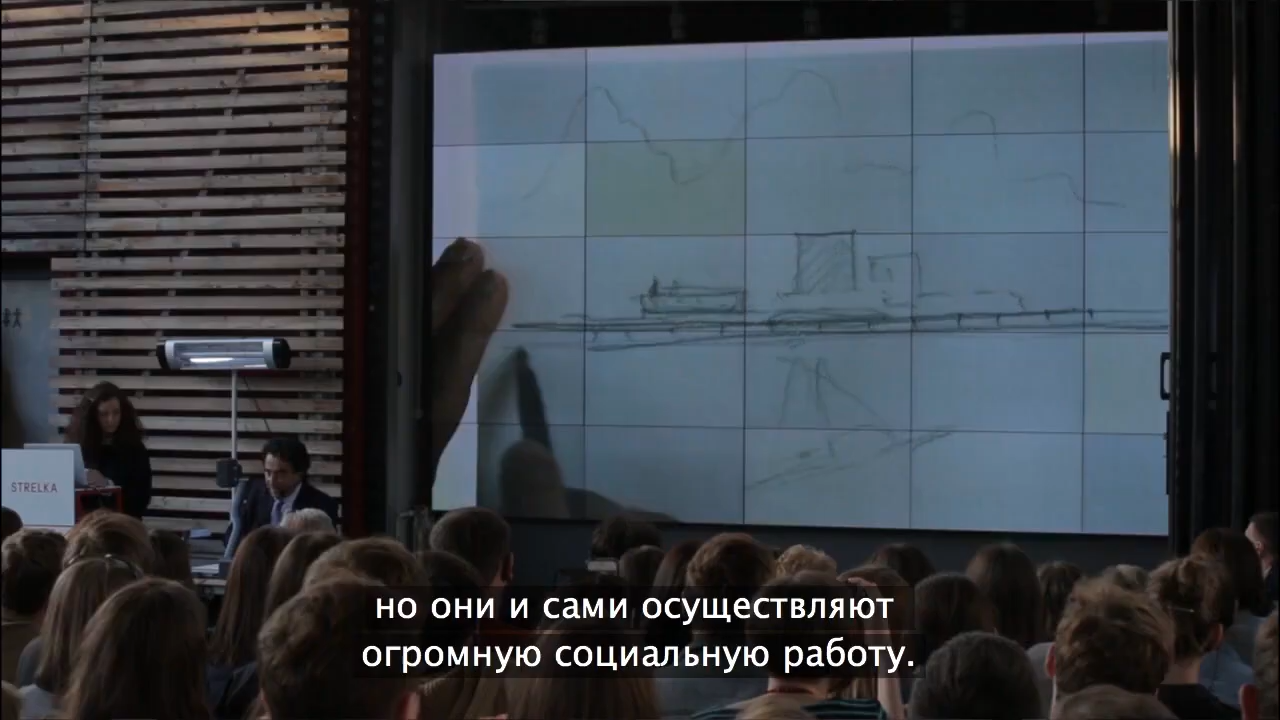 STRELKA
но они и сами осуществляют
огромную социальную работу.